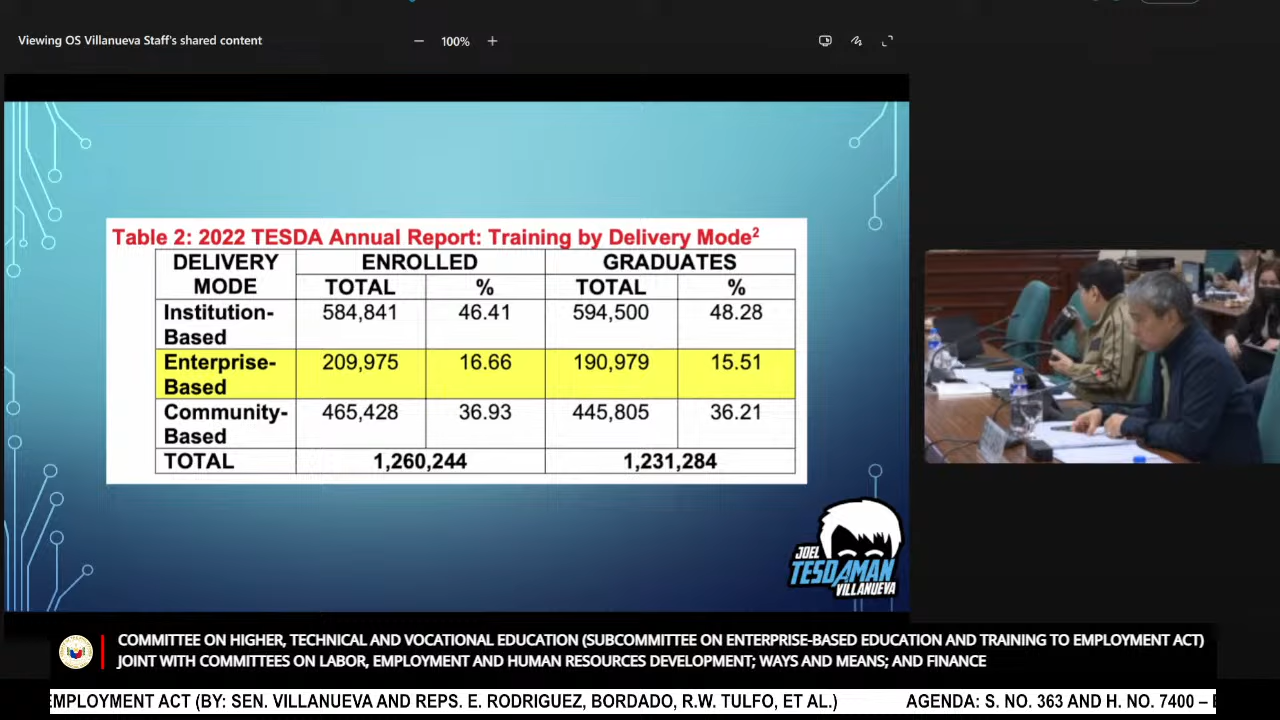 Viewing OS Villanueva Staff's shared content
— 100% +
Table 2: 2022 TESDA Annual Report: Training by Delivery Mode²
DELIVERY MODE ENROLLED GRADUATES
TOTAL % TOTAL %
Institution-Based 584,841 46.41 594,500 48.28
Enterprise-Based 209,975 16.66 190,979 15.51
Community-Based 465,428 36.93 445,805 36.21
TOTAL 1,260,244 1,231,284
JOEL
TESDAMAN
VILLANUEVA
COMMITTEE ON HIGHER, TECHNICAL AND VOCATIONAL EDUCATION (SUBCOMMITTEE ON ENTERPRISE-BASED EDUCATION AND TRAINING TO EMPLOYMENT ACT)
JOINT WITH COMMITTEES ON LABOR, EMPLOYMENT AND HUMAN RESOURCES DEVELOPMENT; WAYS AND MEANS; AND FINANCE
EMPLOYMENT ACT (BY: SEN. VILLANUEVA AND REPS. E. RODRIGUEZ, BORDADO, R.W. TULFO, ET AL.) AGENDA: S. NO. 363 AND H. NO. 7400 –